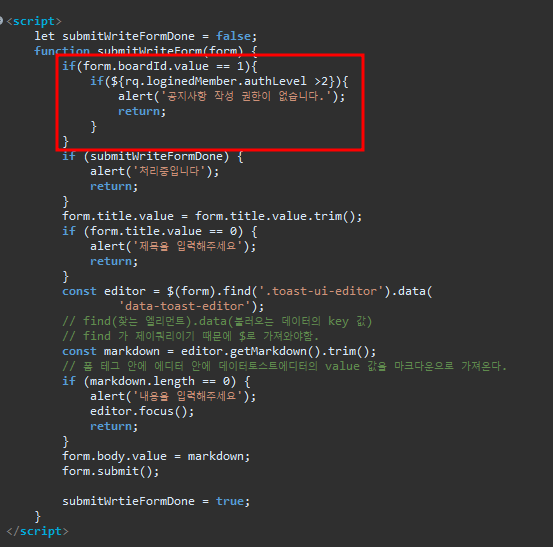 <script>
let submitWriteFormDone = false;
function submitWriteForm(form) {
if(form.boardId.value == 1){
if(${rq.loginedMember.authLevel >2}){
alert('공지사항 작성 권한이 없습니다.');
return;
}
}
if (submitWriteFormDone) {
alert('처리중입니다');
return;
}
form.title.value = form.title.value.trim();
if (form.title.value == 0) {
alert('제목을 입력해주세요');
return;
}
const editor = $(form).find('.toast-ui-editor').data(
'data-toast-editor');
// find(찾는 엘리먼트).data(불러오는 데이터의 key 값)
// find 가 제이쿼리이기 때문에 $로 가져와야함.
const markdown = editor.getMarkdown().trim();
// 폼 태그 안에 에디터 안에 데이터토스트에디터의 value 값을 마크다운으로 가져온다.
if (markdown.length == 0) {
alert('내용을 입력해주세요');
editor.focus();
return;
}
form.body.value = markdown;
form.submit();
submitWrtieFormDone = true;
}
</script>